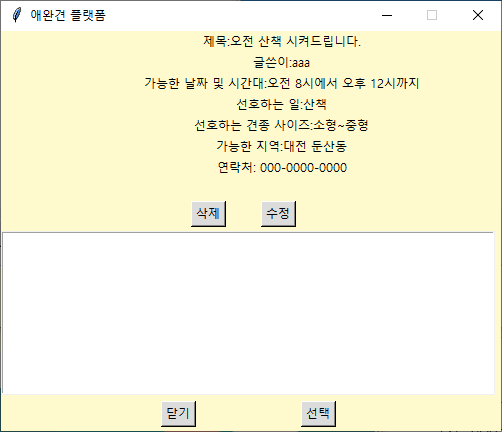 애완견 플랫폼
제목:오전 산책 시켜드립니다.
글쓴이:aaa
가능한 날짜 및 시간대:오전 8시에서 오후 12시까지
선호하는 일:산책
선호하는 견종 사이즈:소형~중형
가능한 지역:대전 둔산동
연락처: 000-0000-0000
삭제 수정
닫기 선택